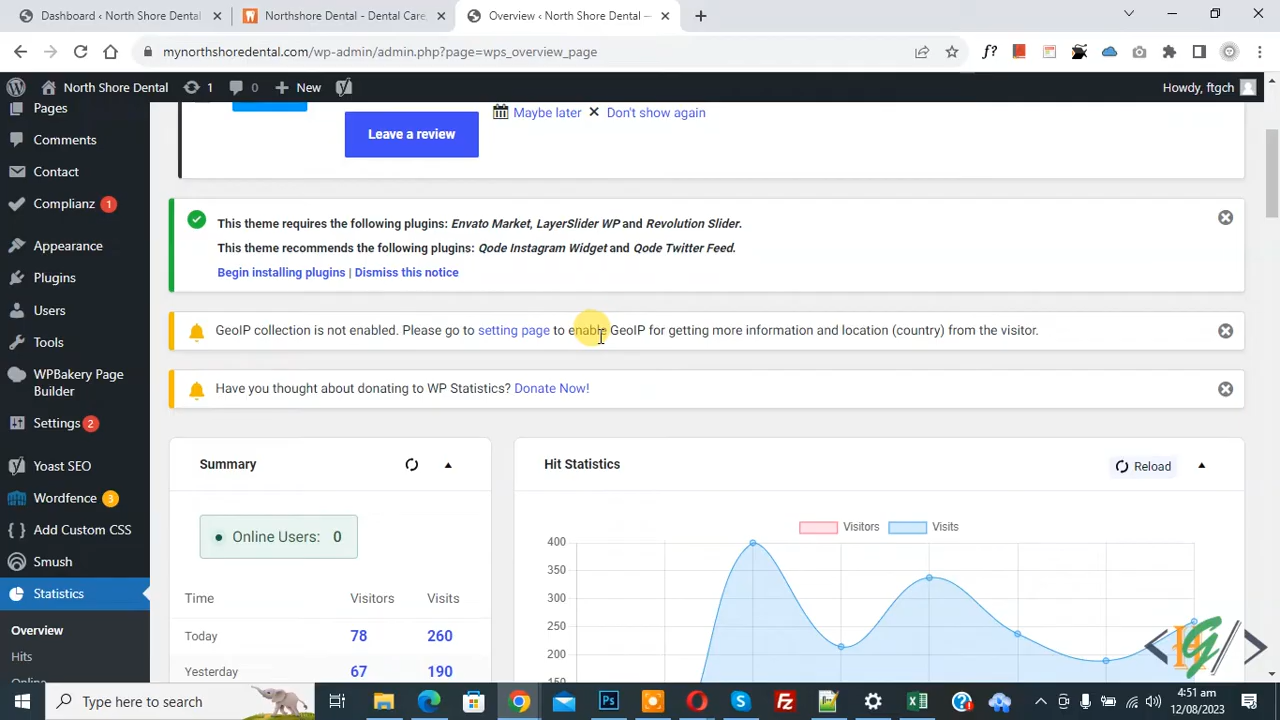 Dashboard ‹ North Shore Dental
Northshore Dental - Dental Care
Overview ‹ North Shore Dental —
mynorthshoredental.com/wp-admin/admin.php?page=wps_overview_page
f?
North Shore Dental
1
0
New
Howdy, ftgch
Pages
Comments
Contact
Complianz 1
Appearance
Plugins
Users
Tools
WPBakery Page
Builder
Settings 2
Yoast SEO
Wordfence 3
Add Custom CSS
Smush
Statistics
Overview
Hits
Online
Maybe later
Don't show again
Leave a review
This theme requires the following plugins: Envato Market, LayerSlider WP and Revolution Slider.
This theme recommends the following plugins: Qode Instagram Widget and Qode Twitter Feed.
Begin installing plugins | Dismiss this notice
GeoIP collection is not enabled. Please go to setting page to enable GeoIP for getting more information and location (country) from the visitor.
Have you thought about donating to WP Statistics? Donate Now!
Summary
Online Users: 0
Time Visitors Visits
Today 78 260
Yesterday 67 190
Hit Statistics
Reload
Visitors Visits
400
350
300
250
200
Type here to search
4:51 am
12/08/2023